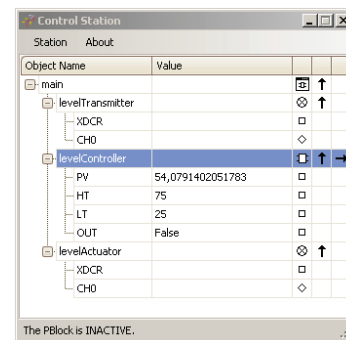 Control Station
Station About
Object Name Value
main
levelTransmitter
XDCR
CH0
levelController
PV 54,0791402051783
HT 75
LT 25
OUT False
levelActuator
XDCR
CH0
The PBlock is INACTIVE.